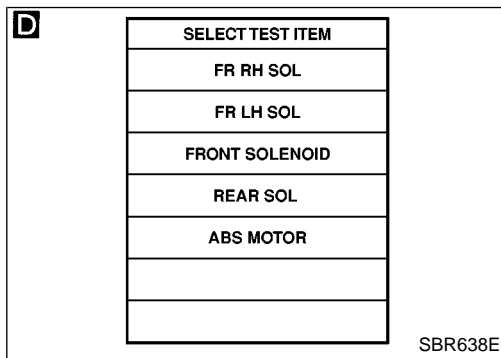 D
SELECT TEST ITEM
FR RH SOL
FR LH SOL
FRONT SOLENOID
REAR SOL
ABS MOTOR
SBR638E